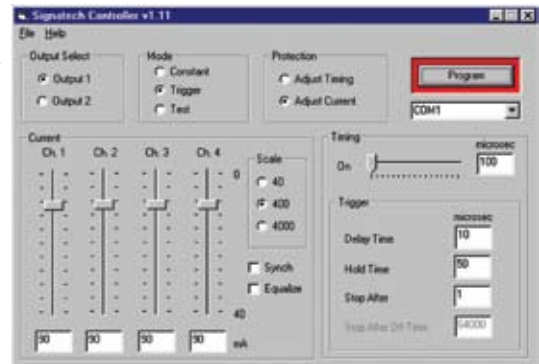 Signatech Controller v1.11
File Help
Output Select
Output 1
Output 2
Mode
Constant
Trigger
Test
Protection
Adjust Timing
Adjust Current
Program
COM1
Current
Ch. 1 Ch. 2 Ch. 3 Ch. 4
0
40
90 90 90 90 mA
Scale
40
400
4000
Synch
Equalize
Timing
microsec
On 100
Trigger
microsec
Delay Time 10
Hold Time 50
Stop After 1
Stop After Off-Time 64000